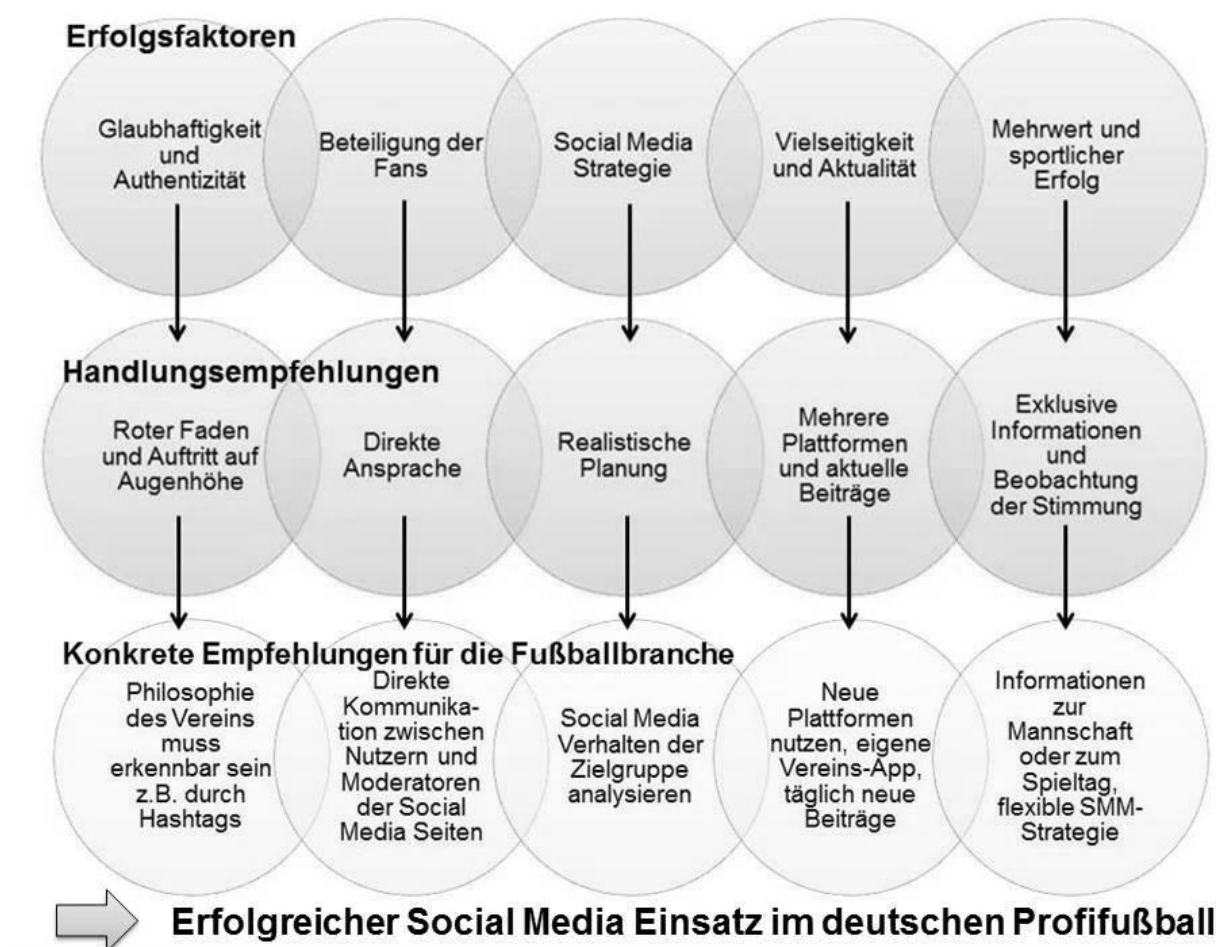 Erfolgsfaktoren
Glaubhaftigkeit
und
Authentizität
Beteiligung der
Fans
Social Media
Strategie
Vielseitigkeit
und Aktualität
Mehrwert und
sportlicher
Erfolg
Handlungsempfehlungen
Roter Faden
und Auftritt auf
Augenhöhe
Direkte
Ansprache
Realistische
Planung
Mehrere
Plattformen
und aktuelle
Beiträge
Exklusive
Informationen
und
Beobachtung
der Stimmung
Konkrete Empfehlungen für die Fußballbranche
Philosophie
des Vereins
muss
erkennbar sein
z.B. durch
Hashtags
Direkte
Kommunika-
tion zwischen
Nutzern und
Moderatoren
der Social
Media Seiten
Social Media
Verhalten der
Zielgruppe
analysieren
Neue
Plattformen
nutzen, eigene
Vereins-App,
täglich neue
Beiträge
Informationen
zur
Mannschaft
oder zum
Spieltag,
flexible SMM-
Strategie
Erfolgreicher Social Media Einsatz im deutschen Profifußball